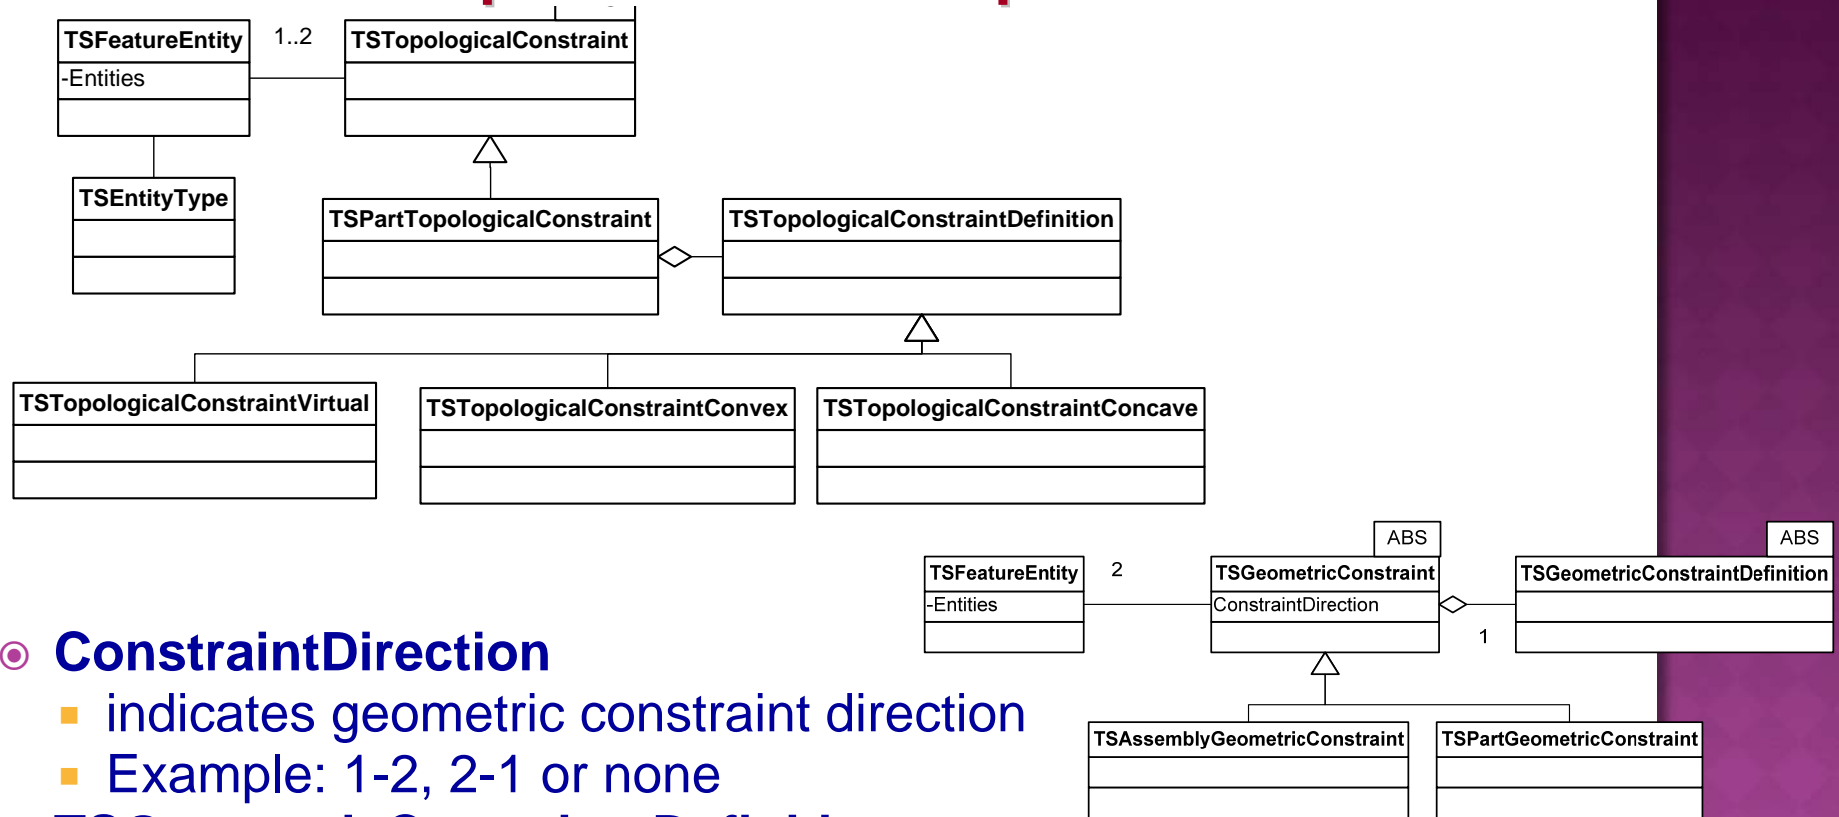 TSFeatureEntity
1..2
TSTopologicalConstraint
-Entities
TSEntityType
TSPartTopologicalConstraint
TSTopologicalConstraintDefinition
TSTopologicalConstraintVirtual
TSTopologicalConstraintConvex
TSTopologicalConstraintConcave
ABS
ABS
TSFeatureEntity
2
TSGeometricConstraint
TSGeometricConstraintDefinition
-Entities
ConstraintDirection
1
ConstraintDirection
indicates geometric constraint direction
Example: 1-2, 2-1 or none
TSAssemblyGeometricConstraint
TSPartGeometricConstraint